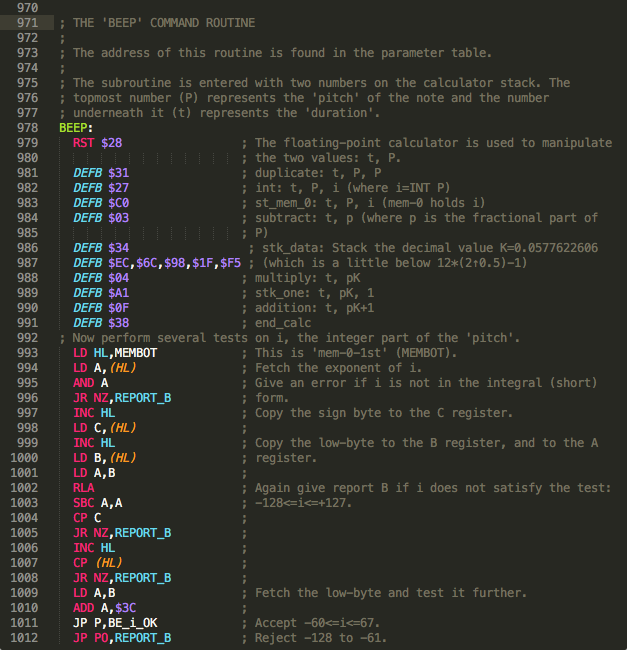 970
971 ; THE 'BEEP' COMMAND ROUTINE
972 ;
973 ; The address of this routine is found in the parameter table.
974 ;
975 ; The subroutine is entered with two numbers on the calculator stack. The
976 ; topmost number (P) represents the 'pitch' of the note and the number
977 ; underneath it (t) represents the 'duration'.
978 BEEP:
979 RST $28 ; The floating-point calculator is used to manipulate
980 ; the two values: t, P.
981 DEFB $31 ; duplicate: t, P, P
982 DEFB $27 ; int: t, P, i (where i=INT P)
983 DEFB $C0 ; st_mem_0: t, P, i (mem-0 holds i)
984 DEFB $03 ; subtract: t, p (where p is the fractional part of
985 ; P)
986 DEFB $34 ; stk_data: Stack the decimal value K=0.0577622606
987 DEFB $EC,$6C,$98,$1F,$F5 ; (which is a little below 12*(2↑0.5)-1)
988 DEFB $04 ; multiply: t, pK
989 DEFB $A1 ; stk_one: t, pK, 1
990 DEFB $0F ; addition: t, pK+1
991 DEFB $38 ; end_calc
992 ; Now perform several tests on i, the integer part of the 'pitch'.
993 LD HL,MEMBOT ; This is 'mem-0-1st' (MEMBOT).
994 LD A,(HL) ; Fetch the exponent of i.
995 AND A ; Give an error if i is not in the integral (short)
996 JR NZ,REPORT_B ; form.
997 INC HL ; Copy the sign byte to the C register.
998 LD C,(HL) ;
999 INC HL ; Copy the low-byte to the B register, and to the A
1000 LD B,(HL) ; register.
1001 LD A,B ;
1002 RLA ; Again give report B if i does not satisfy the test:
1003 SBC A,A ; -128<=i<=+127.
1004 CP C ;
1005 JR NZ,REPORT_B ;
1006 INC HL ;
1007 CP (HL) ;
1008 JR NZ,REPORT_B ;
1009 LD A,B ; Fetch the low-byte and test it further.
1010 ADD A,$3C ;
1011 JP P,BE_i_OK ; Accept -60<=i<=67.
1012 JP PO,REPORT_B ; Reject -128 to -61.